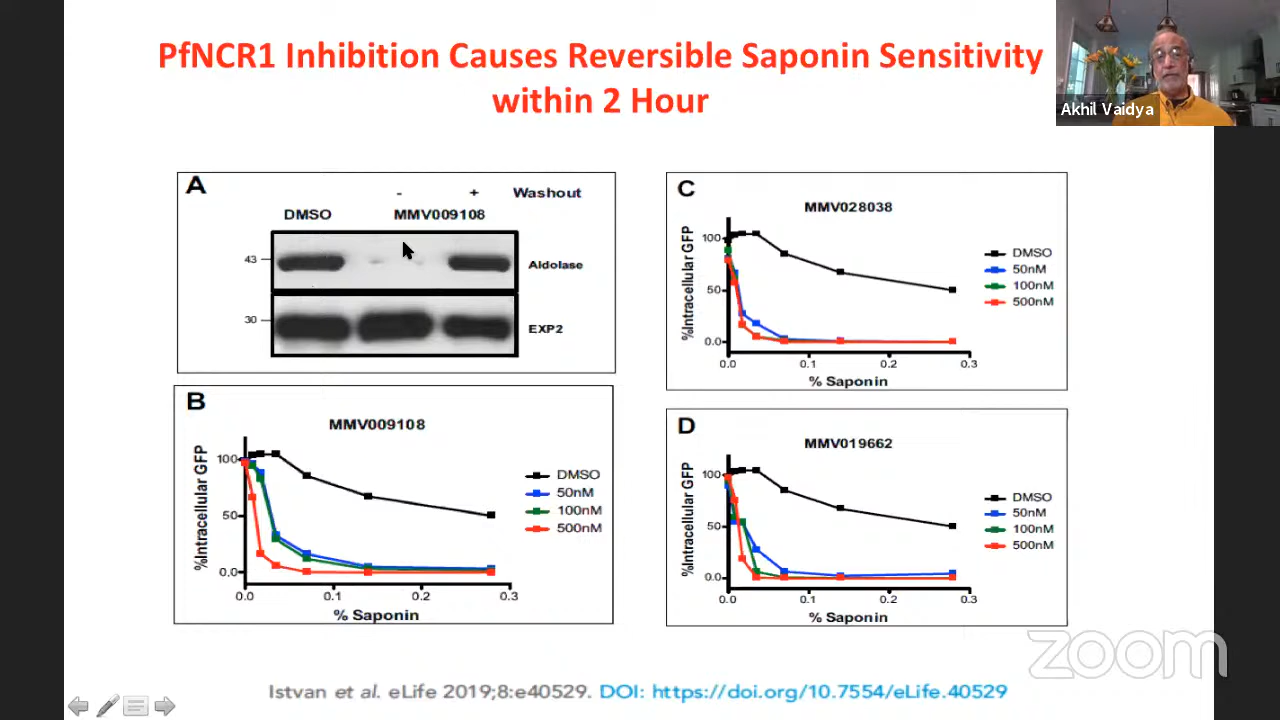 PfNCR1 Inhibition Causes Reversible Saponin Sensitivity
within 2 Hour
Akhil Vaidya
A
- + Washout
DMSO MMV009108
43
Aldolase
30
EXP2
B
MMV009108
%Intracellular GFP
100
50
0.0
0.0 0.1 0.2 0.3
% Saponin
DMSO
50nM
100nM
500nM
C
MMV028038
%Intracellular GFP
100
50
0.0
0.0 0.1 0.2 0.3
% Saponin
DMSO
50nM
100nM
500nM
D
MMV019662
%Intracellular GFP
100
50
0.0
0.0 0.1 0.2 0.3
% Saponin
DMSO
50nM
100nM
500nM
zoom
Istvan et al. eLife 2019;8:e40529. DOI: https://doi.org/10.7554/eLife.40529